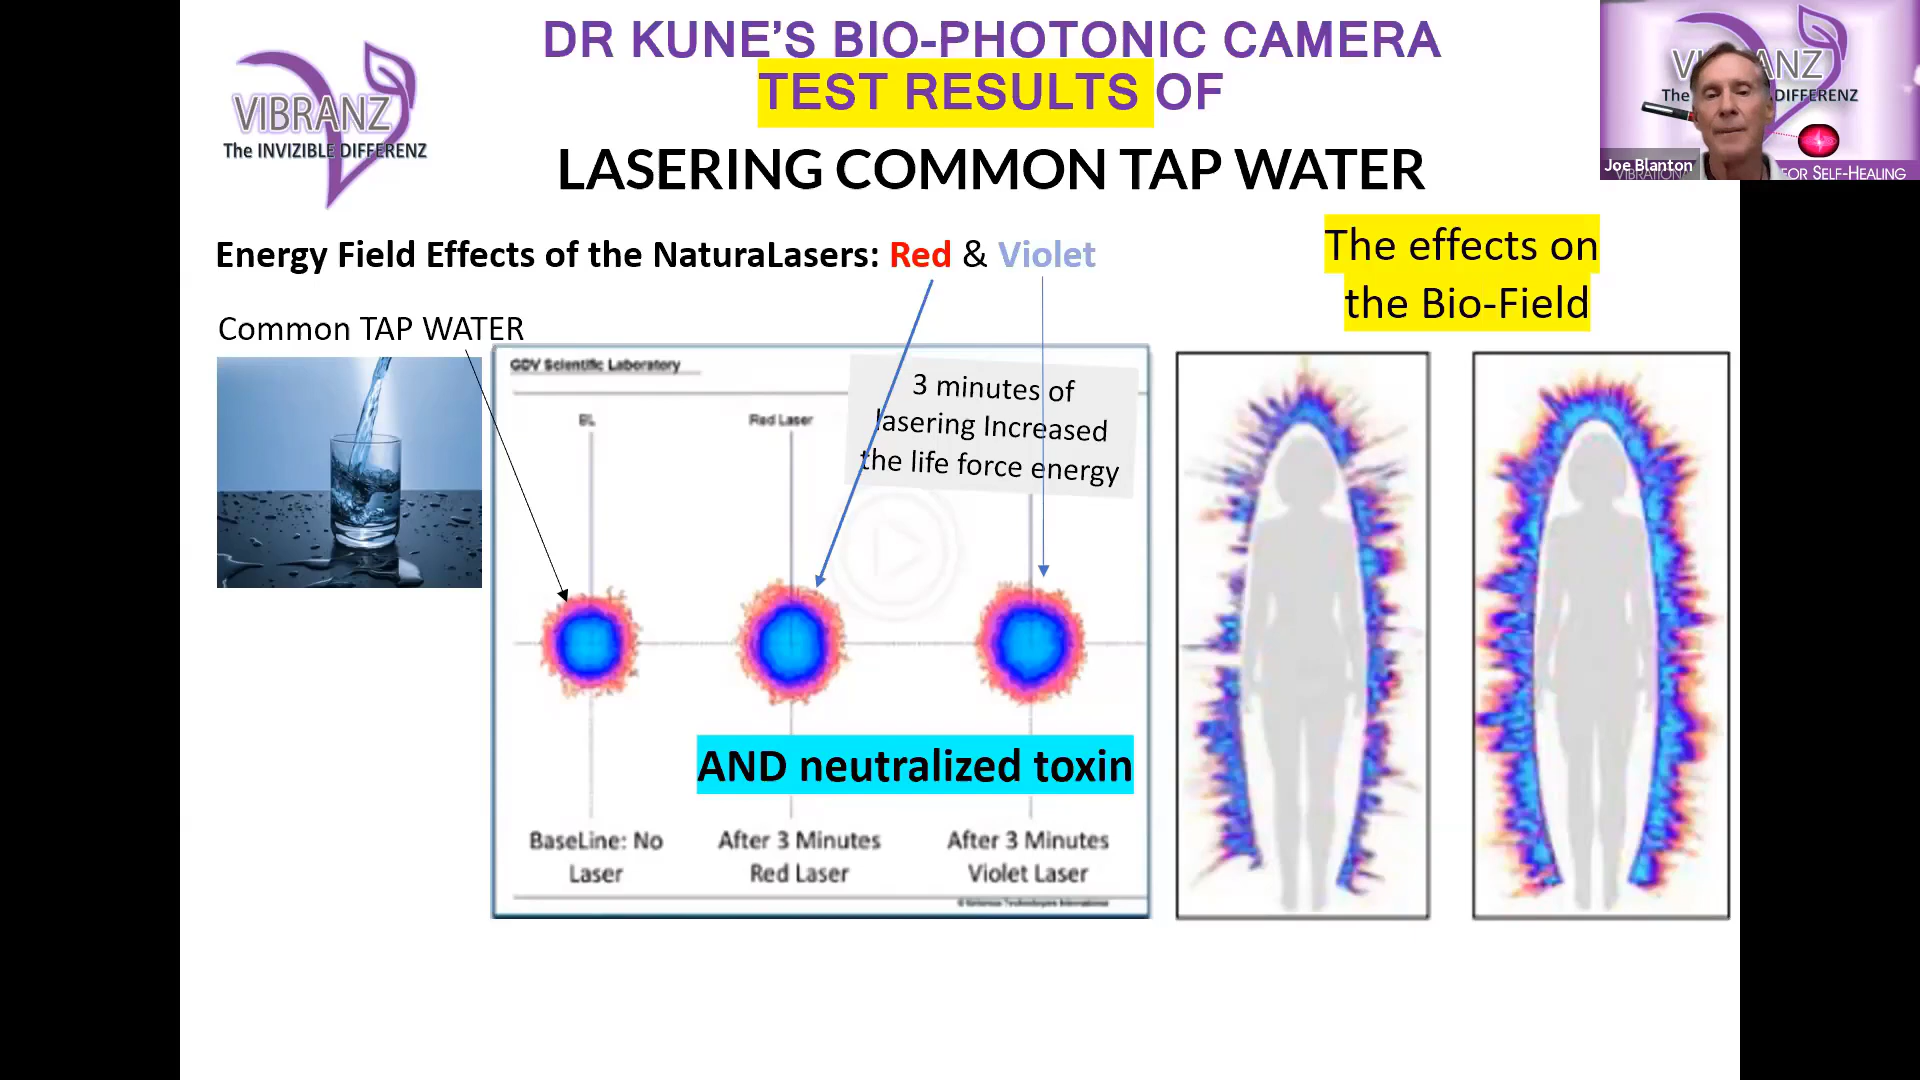 DR KUNE'S BIO-PHOTONIC CAMERA
TEST RESULTS OF
LASERING COMMON TAP WATER
VIBRANZ
The INVIZIBLE DIFFERENZ
Joe Blanton
FOR SELF-HEALING
Energy Field Effects of the NaturaLasers: Red & Violet
The effects on
the Bio-Field
Common TAP WATER
GDV Scientific Laboratory
BL
Red Laser
3 minutes of
lasering Increased
the life force energy
AND neutralized toxin
BaseLine: No
Laser
After 3 Minutes
Red Laser
After 3 Minutes
Violet Laser